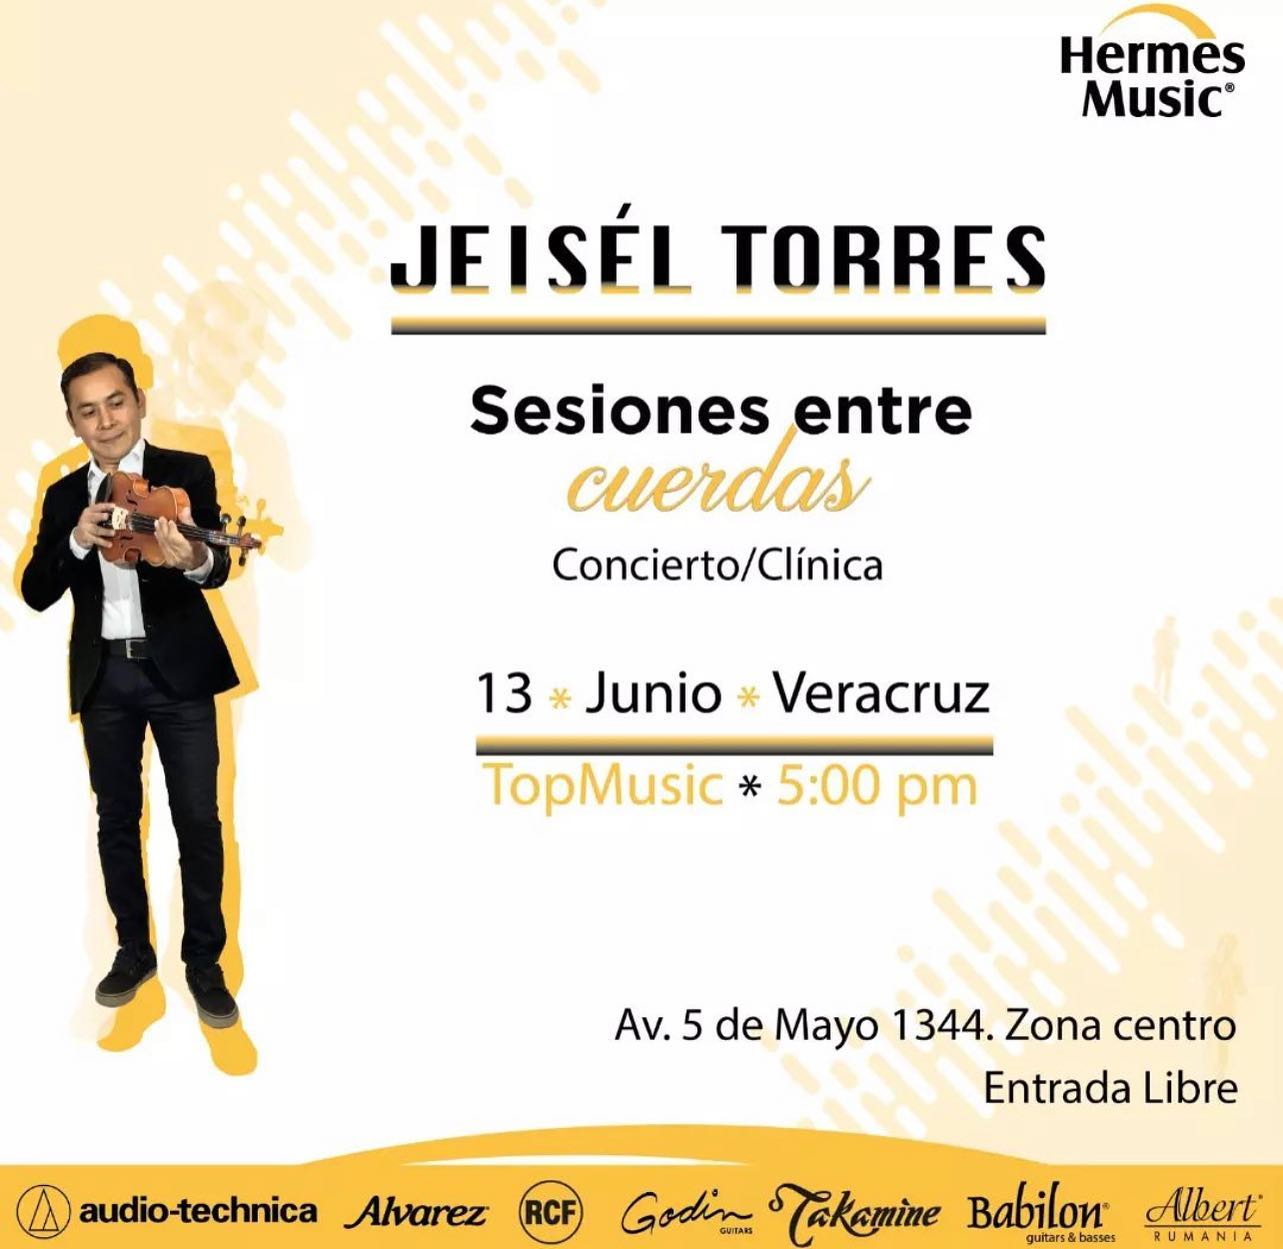 Hermes
Music®
JEISÉL TORRES
Sesiones entre
cuerdas
Concierto/Clínica
13 * Junio * Veracruz
TopMusic * 5:00 pm
Av. 5 de Mayo 1344. Zona centro
Entrada Libre
audio-technica
Alvarez
RCF
Godin
GUITARS
Takamine
Babilon®
guitars & basses
Albert®
RUMANIA